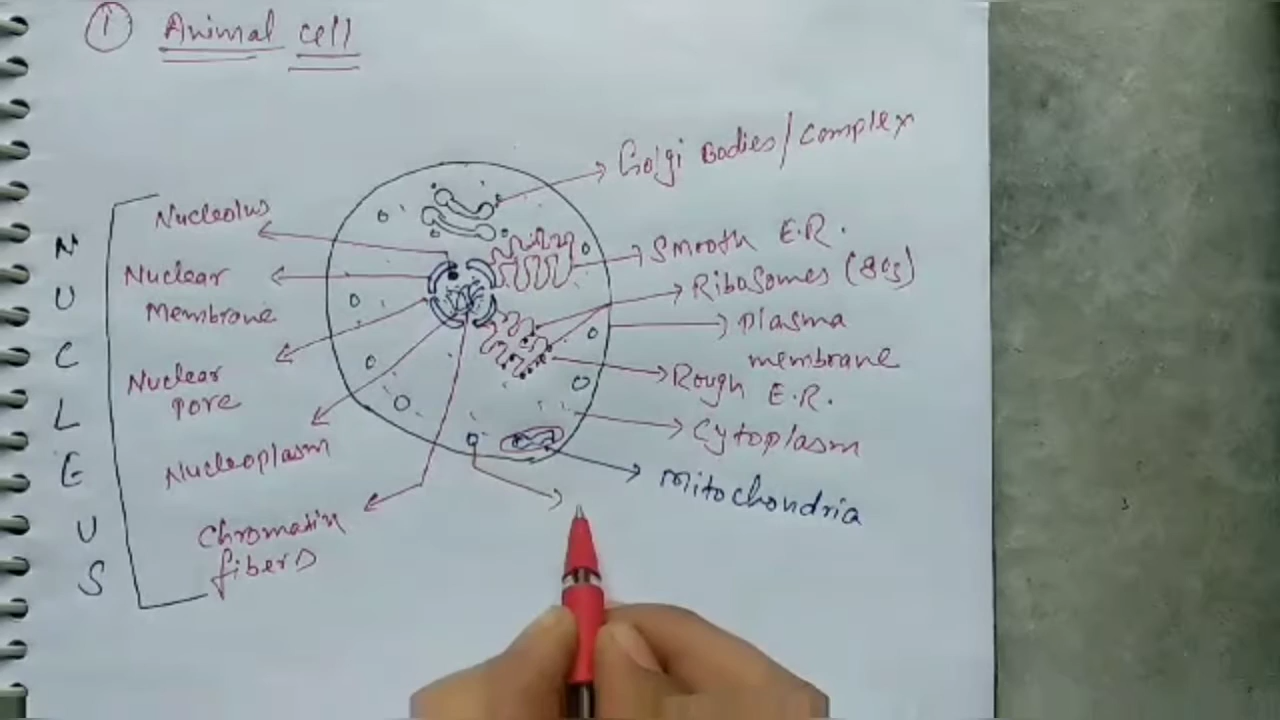 ① Animal cell
Golgi Bodies/complex
Smooth E.R.
Ribosomes (80s)
plasma
membrane
Rough E.R.
Cytoplasm
Mitochondria
Nucleolus
Nuclear
Membrane
Nuclear
pore
Nucleoplasm
Chromatin
fibers
N
U
C
L
E
U
S